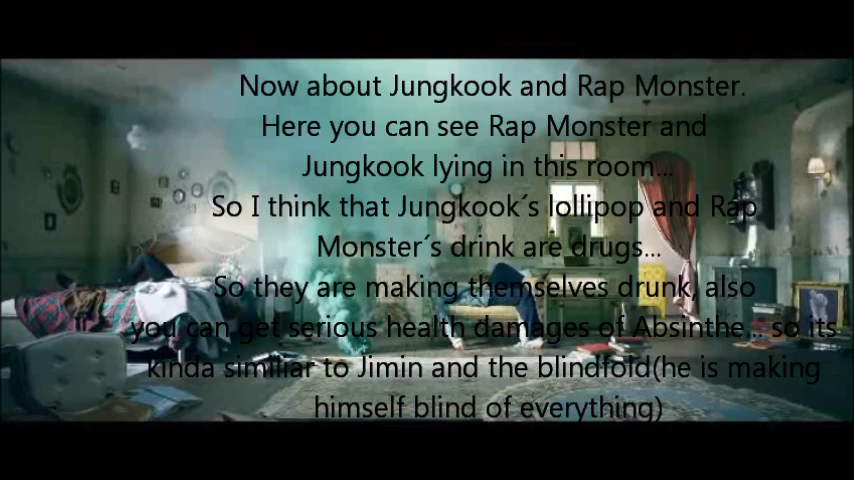 Now about Jungkook and Rap Monster.
Here you can see Rap Monster and
Jungkook lying in this room...
So I think that Jungkook´s lollipop and Rap
Monster´s drink are drugs...
So they are making themselves drunk, also
you can get serious health damages of Absinthe... so its
kinda similiar to Jimin and the blindfold(he is making
himself blind of everything)